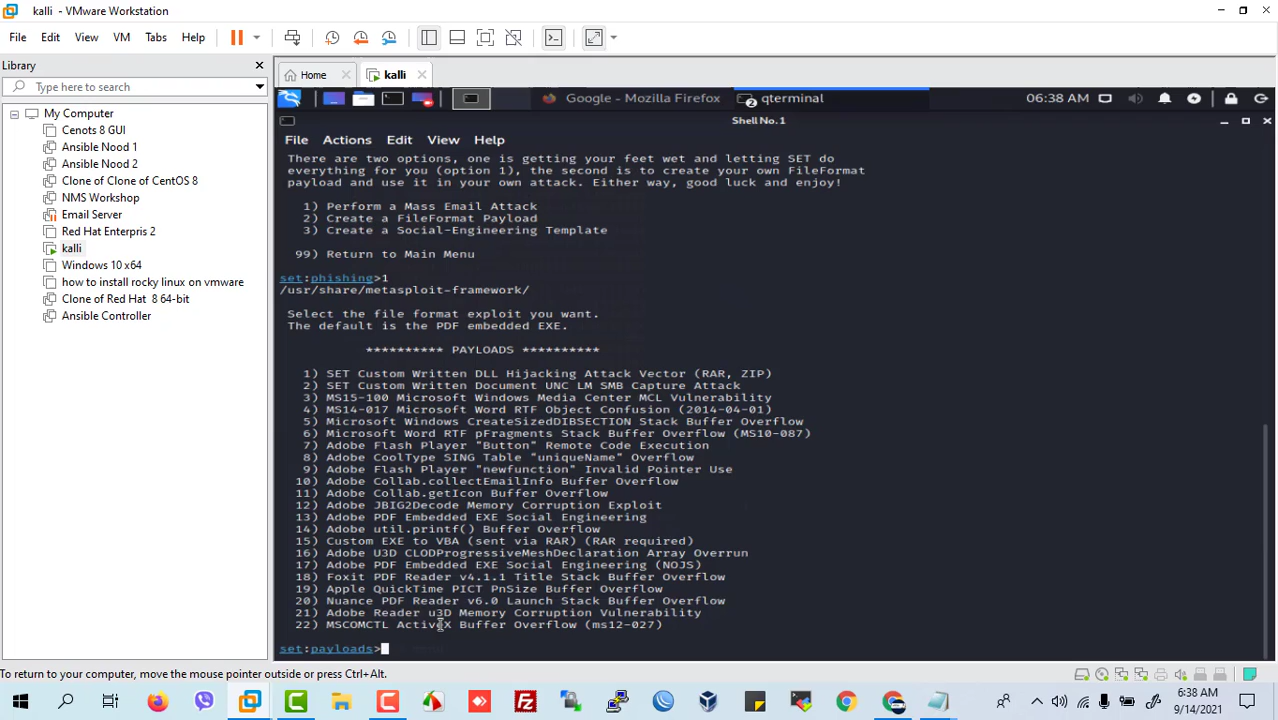 kalli - VMware Workstation
File Edit View VM Tabs Help
Library
Type here to search
My Computer
Cenots 8 GUI
Ansible Nood 1
Ansible Nood 2
Clone of Clone of CentOS 8
NMS Workshop
Email Server
Red Hat Enterpris 2
kalli
Windows 10 x64
how to install rocky linux on vmware
Clone of Red Hat 8 64-bit
Ansible Controller
Home kalli
Google - Mozilla Firefox 2 qterminal 06:38 AM
Shell No.1
File Actions Edit View Help
There are two options, one is getting your feet wet and letting SET do
everything for you (option 1), the second is to create your own FileFormat
payload and use it in your own attack. Either way, good luck and enjoy!
1) Perform a Mass Email Attack
2) Create a FileFormat Payload
3) Create a Social-Engineering Template
99) Return to Main Menu
set:phishing>1
/usr/share/metasploit-framework/
Select the file format exploit you want.
The default is the PDF embedded EXE.
********** PAYLOADS **********
1) SET Custom Written DLL Hijacking Attack Vector (RAR, ZIP)
2) SET Custom Written Document UNC LM SMB Capture Attack
3) MS15-100 Microsoft Windows Media Center MCL Vulnerability
4) MS14-017 Microsoft Word RTF Object Confusion (2014-04-01)
5) Microsoft Windows CreateSizedDIBSECTION Stack Buffer Overflow
6) Microsoft Word RTF pFragments Stack Buffer Overflow (MS10-087)
7) Adobe Flash Player "Button" Remote Code Execution
8) Adobe CoolType SING Table "uniqueName" Overflow
9) Adobe Flash Player "newfunction" Invalid Pointer Use
10) Adobe Collab.collectEmailInfo Buffer Overflow
11) Adobe Collab.getIcon Buffer Overflow
12) Adobe JBIG2Decode Memory Corruption Exploit
13) Adobe PDF Embedded EXE Social Engineering
14) Adobe util.printf() Buffer Overflow
15) Custom EXE to VBA (sent via RAR) (RAR required)
16) Adobe U3D CLODProgressiveMeshDeclaration Array Overrun
17) Adobe PDF Embedded EXE Social Engineering (NOJS)
18) Foxit PDF Reader v4.1.1 Title Stack Buffer Overflow
19) Apple QuickTime PICT PnSize Buffer Overflow
20) Nuance PDF Reader v6.0 Launch Stack Buffer Overflow
21) Adobe Reader u3D Memory Corruption Vulnerability
22) MSCOMCTL ActiveX Buffer Overflow (ms12-027)
set:payloads>
To return to your computer, move the mouse pointer outside or press Ctrl+Alt.
6:38 AM
9/14/2021